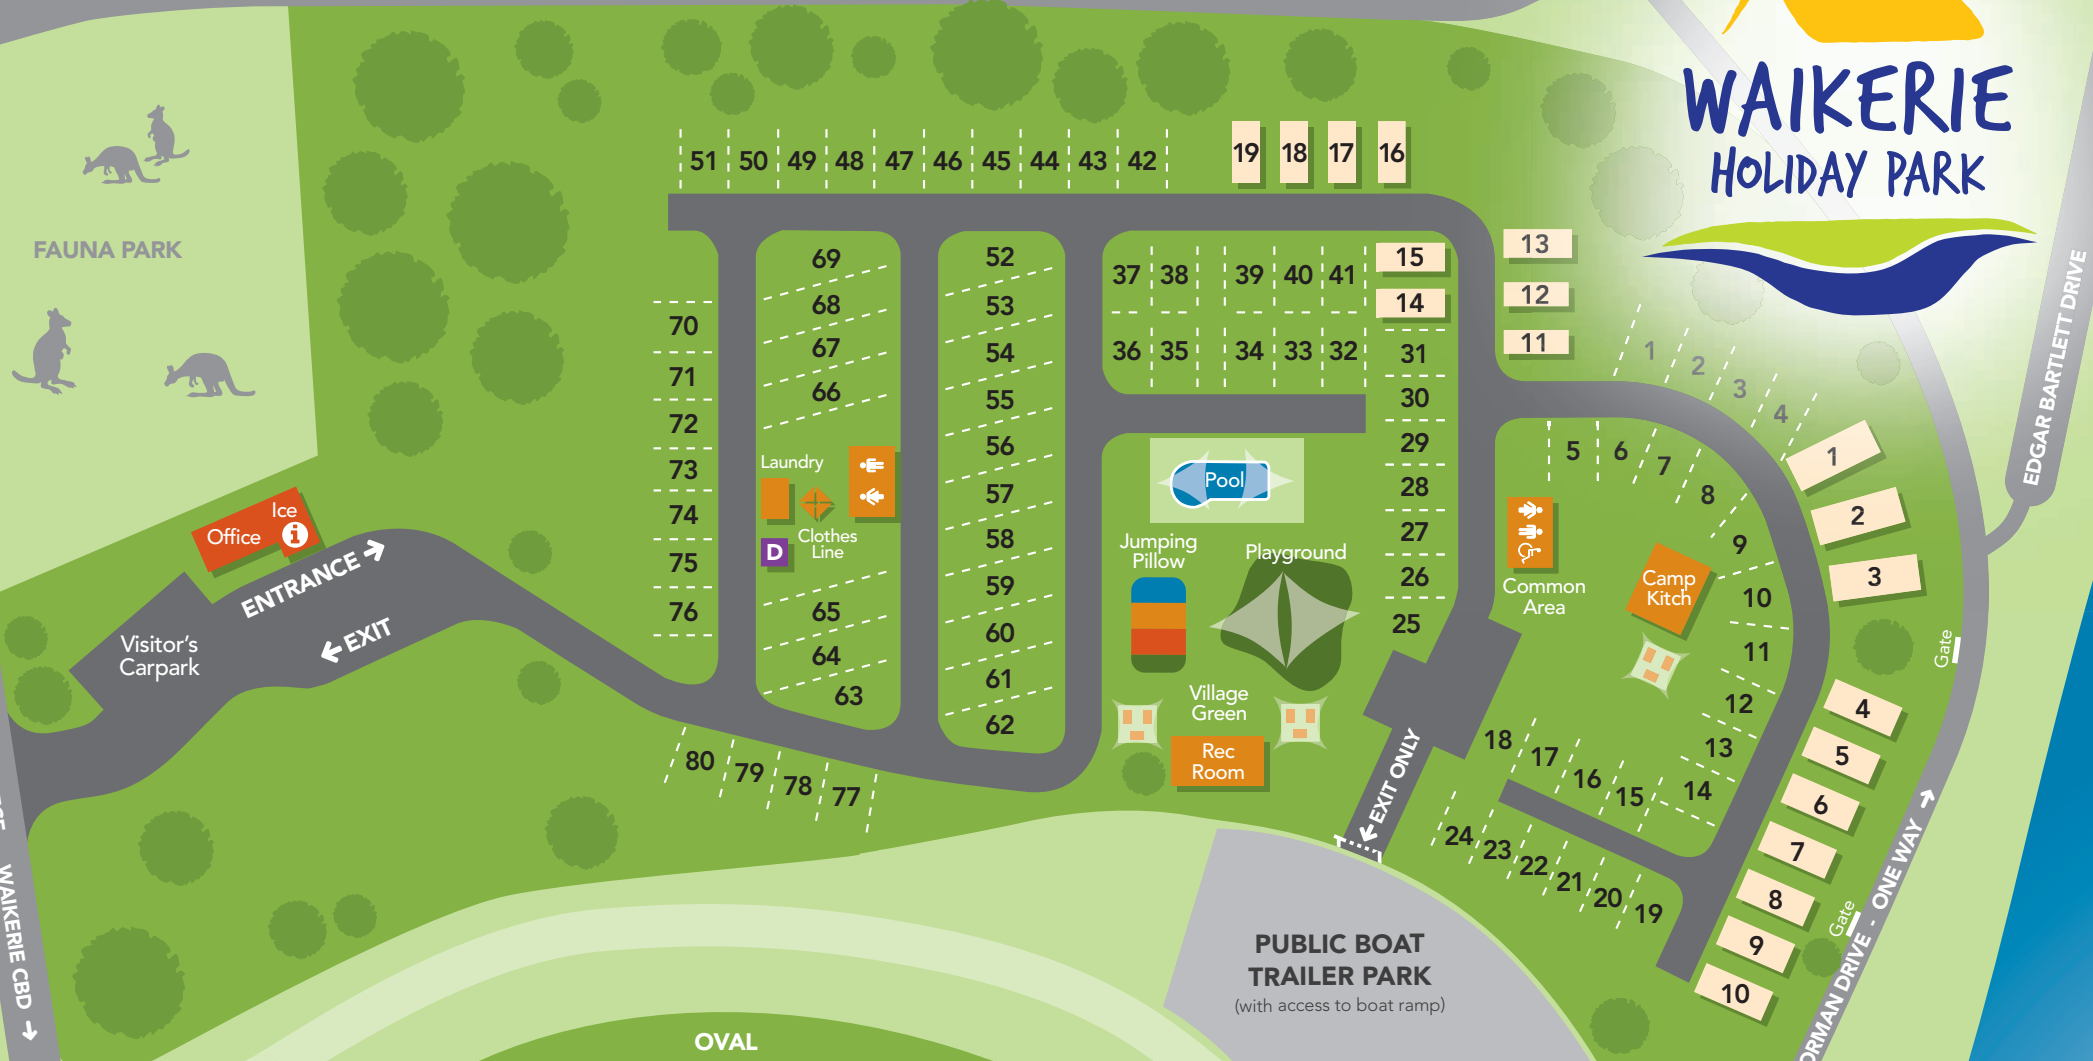 WAIKERIE
HOLIDAY PARK
51 50 49 48 47 46 45 44 43 42
19 18 17 16
FAUNA PARK
69
68
67
66
52
53
54
55
56
57
58
59
60
61
62
37 38 39 40 41
36 35 34 33 32
15
14
31
30
29
28
27
26
25
13
12
11
1 2 3 4
5 6 7 8 9 10 11 12 13 14
1
2
3
4
5
6
7
8
9
10
EDGAR BARTLETT DRIVE
70
71
72
73
74
75
76
Laundry
Clothes
Line
D
65
64
63
Pool
Jumping
Pillow
Playground
Village
Green
Rec
Room
Common
Area
Camp
Kitch
Office
Ice
i
ENTRANCE
EXIT
Visitor's
Carpark
80 79 78 77
18 17 16 15
24 23 22 21 20 19
EXIT ONLY
Gate
Gate
DRIVE - ONE WAY
WAIKERIE CBD
PUBLIC BOAT
TRAILER PARK
(with access to boat ramp)
OVAL